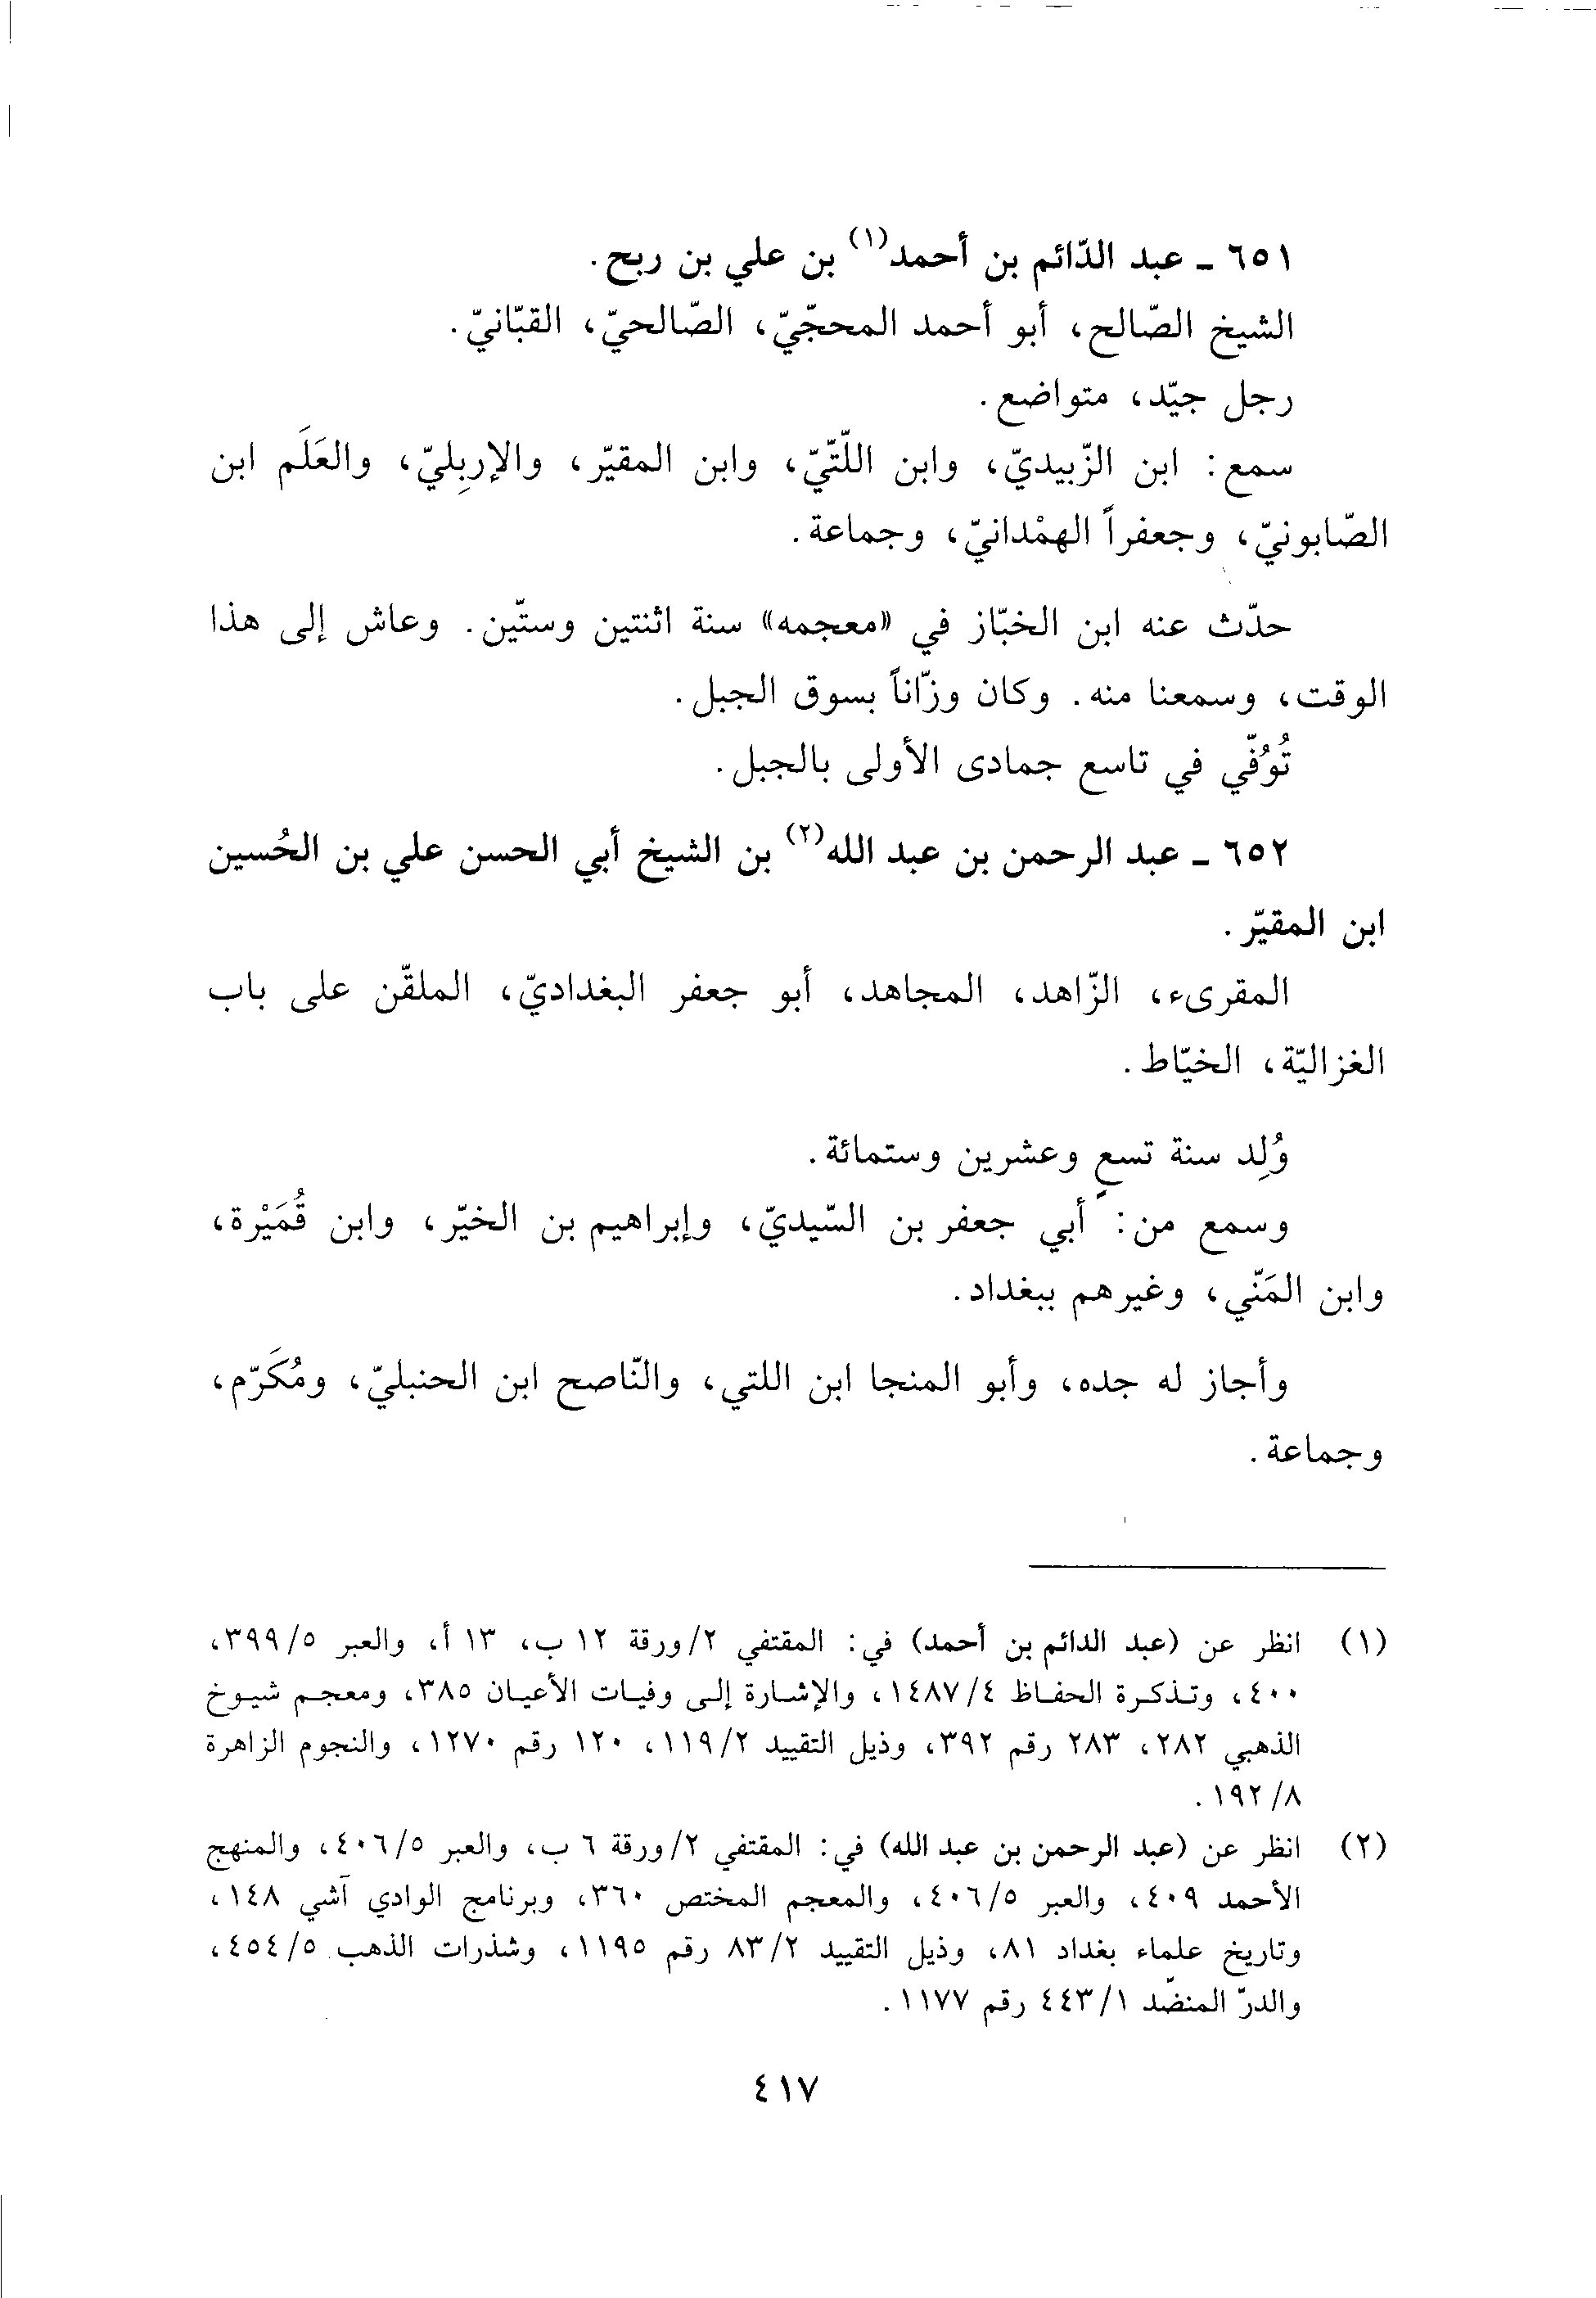 ٦٥١ ـ عبد الدّائم بن أحمد(١) بن علي بن ربح.
الشيخ الصّالح، أبو أحمد المحجّيّ، الصّالحيّ، القبّانيّ.
رجل جيّد، متواضع.
سمع: ابن الزّبيديّ، وابن اللّتّيّ، وابن المقيّر، والإربِليّ، والعَلَم ابن
الصّابونيّ، وجعفراً الهمْدانيّ، وجماعة.
حدّث عنه ابن الخبّاز في «معجمه» سنة اثنتين وستّين. وعاش إلى هذا
الوقت، وسمعنا منه. وكان وزّاناً بسوق الجبل.
تُوُفّي في تاسع جمادى الأولى بالجبل.
٦٥٢ ـ عبد الرحمن بن عبد الله(٢) بن الشيخ أبي الحسن علي بن الحُسين
ابن المقيّر.
المقرىء، الزّاهد، المجاهد، أبو جعفر البغداديّ، الملقّن على باب
الغزاليّة، الخيّاط.
وُلِد سنة تسعٍ وعشرين وستمائة.
وسمع من: أبي جعفر بن السّيديّ، وإبراهيم بن الخيّر، وابن قُمَيْرة،
وابن المَنّي، وغيرهم ببغداد.
وأجاز له جده، وأبو المنجا ابن اللتي، والنّاصح ابن الحنبليّ، ومُكَرّم،
وجماعة.
(١) انظر عن (عبد الدائم بن أحمد) في: المقتفي ٢/ورقة ١٢ ب، ١٣ أ، والعبر ٣٩٩/٥،
٤٠٠، وتذكرة الحفاظ ١٤٨٧/٤، والإشارة إلى وفيات الأعيان ٣٨٥، ومعجم شيوخ
الذهبي ٢٨٢، ٢٨٣ رقم ٣٩٢، وذيل التقييد ١١٩/٢، ١٢٠ رقم ١٢٧٠، والنجوم الزاهرة
١٩٢/٨.
(٢) انظر عن (عبد الرحمن بن عبد الله) في: المقتفي ٢/ورقة ٦ ب، والعبر ٤٠٦/٥، والمنهج
الأحمد ٤٠٩، والعبر ٤٠٦/٥، والمعجم المختص ٣٦٠، وبرنامج الوادي آشي ١٤٨،
وتاريخ علماء بغداد ٨١، وذيل التقييد ٨٣/٢ رقم ١١٩٥، وشذرات الذهب ٤٥٤/٥،
والدرّ المنضّد ٤٤٣/١ رقم ١١٧٧.
٤١٧